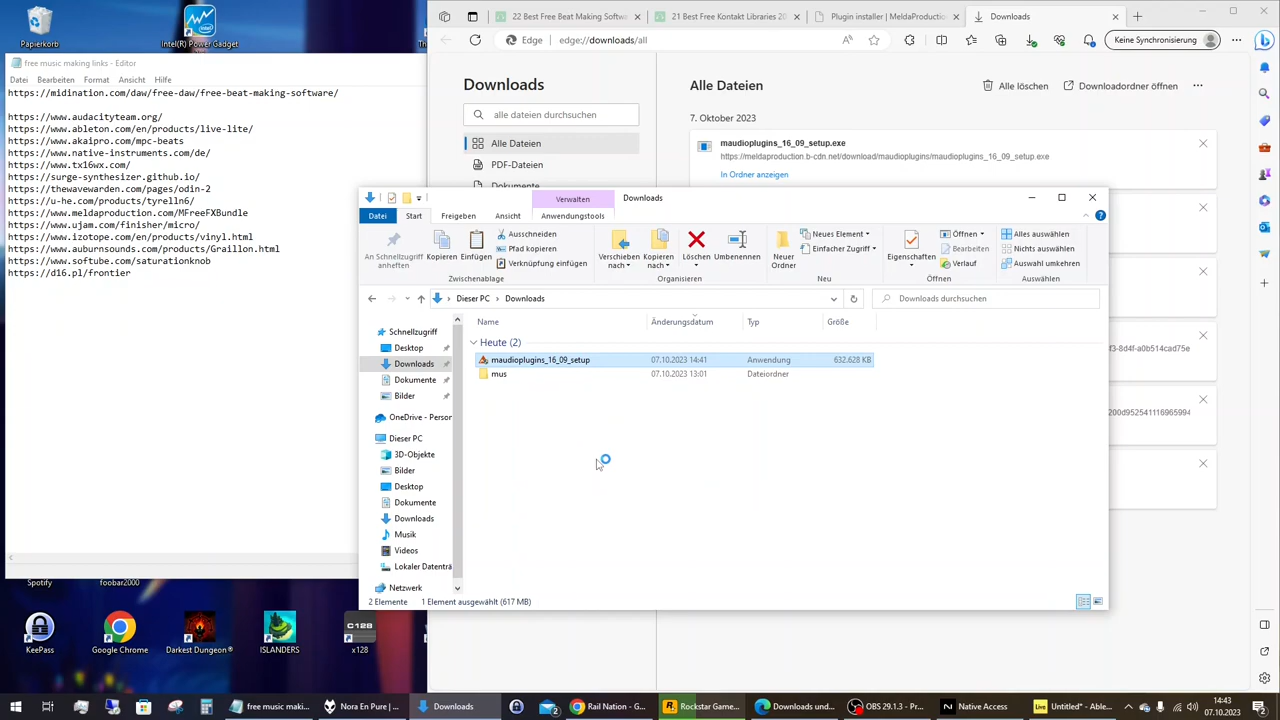 Papierkorb
Intel(R) Power Gadget
free music making links - Editor
Datei Bearbeiten Format Ansicht Hilfe
https://midination.com/daw/free-daw/free-beat-making-software/
https://www.audacityteam.org/
https://www.ableton.com/en/products/live-lite/
https://www.akaipro.com/mpc-beats
https://www.native-instruments.com/de/
https://www.tx16wx.com/
https://surge-synthesizer.github.io/
https://thewavewarden.com/pages/odin-2
https://u-he.com/products/tyrelln6/
https://www.meldaproduction.com/MFreeFXBundle
https://www.ujam.com/finisher/micro/
https://www.izotope.com/en/products/vinyl.html
https://www.auburnsounds.com/products/Graillon.html
https://www.softube.com/saturationknob
https://d16.pl/frontier
22 Best Free Beat Making Softwa
21 Best Free Kontakt Libraries 20
Plugin installer | MeldaProduction
Downloads
Edge
edge://downloads/all
Keine Synchronisierung
Downloads
alle dateien durchsuchen
Alle Dateien
PDF-Dateien
Dokumente
Alle Dateien
Alle löschen
Downloadordner öffnen
7. Oktober 2023
maudioplugins_16_09_setup.exe
https://meldaproduction.b-cdn.net/download/maudioplugins/maudioplugins_16_09_setup.exe
In Ordner anzeigen
f3-8d4f-a0b514cad75e
200d952541116965994
Verwalten
Downloads
Datei Start Freigeben Ansicht Anwendungstools
An Schnellzugriff anheften
Kopieren
Einfügen
Ausschneiden
Pfad kopieren
Verknüpfung einfügen
Zwischenablage
Verschieben nach
Kopieren nach
Löschen
Umbenennen
Organisieren
Neuer Ordner
Neues Element
Einfacher Zugriff
Neu
Eigenschaften
Öffnen
Bearbeiten
Verlauf
Öffnen
Alles auswählen
Nichts auswählen
Auswahl umkehren
Auswählen
Dieser PC
Downloads
Downloads durchsuchen
Name Änderungsdatum Typ Größe
Heute (2)
maudioplugins_16_09_setup 07.10.2023 14:41 Anwendung 632.628 KB
mus 07.10.2023 13:01 Dateiordner
Schnellzugriff
Desktop
Downloads
Dokumente
Bilder
OneDrive - Person
Dieser PC
3D-Objekte
Bilder
Desktop
Dokumente
Downloads
Musik
Videos
Lokaler Datenträ
Netzwerk
2 Elemente 1 Element ausgewählt (617 MB)
Spotify
foobar2000
C128
KeePass
Google Chrome
Darkest Dungeon®
ISLANDERS
x128
free music maki...
Nora En Pure / ...
Downloads
2
Rail Nation - G...
Rockstar Game...
Downloads und...
OBS 29.1.3 - Pr...
Native Access
Live
Untitled* - Able...
14:43
07.10.2023
2